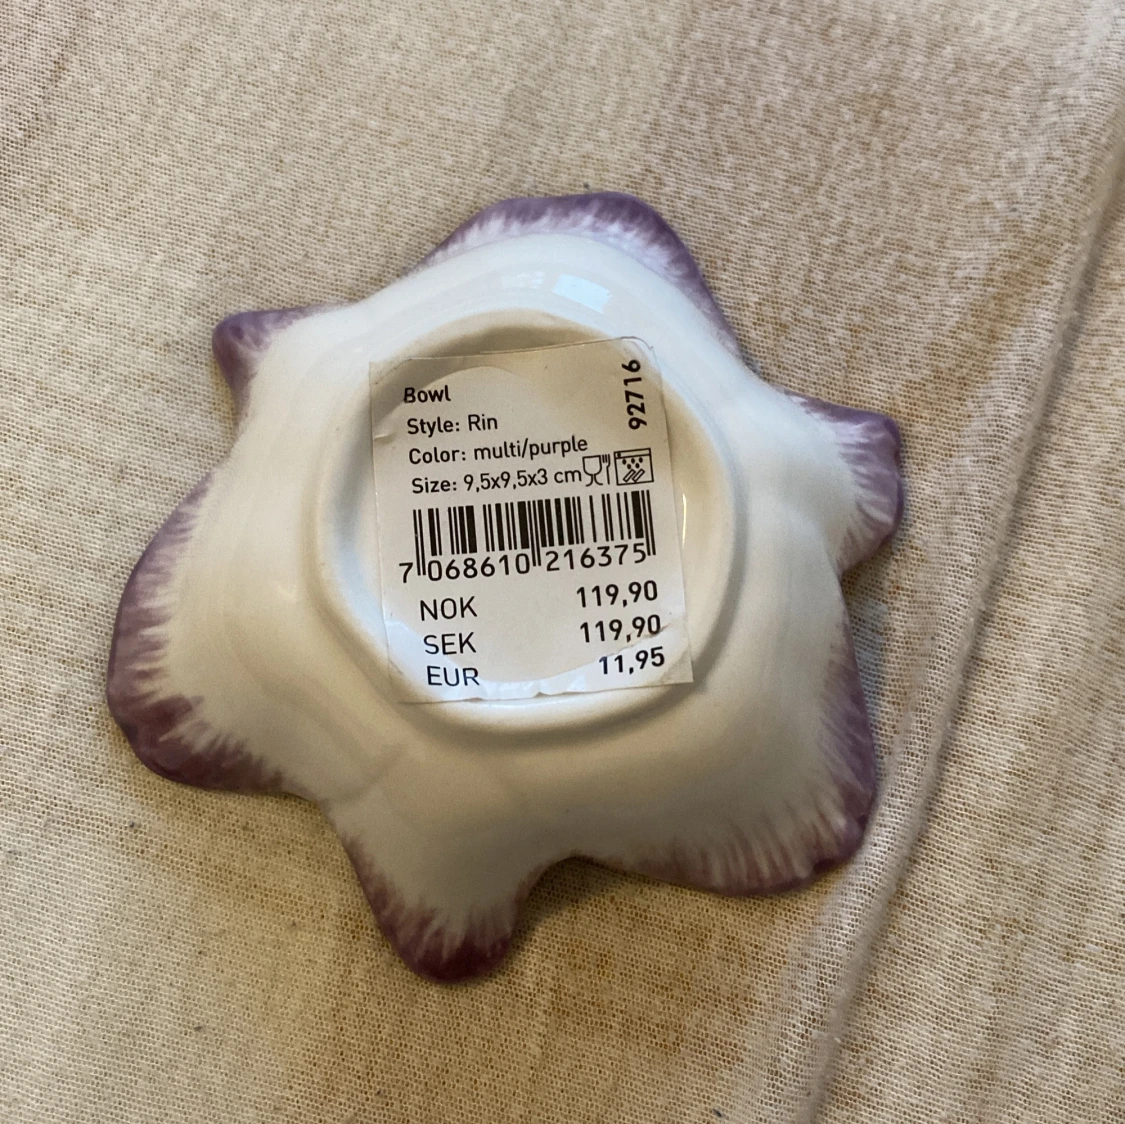 Bowl
92716
Style: Rin
Color: multi/purple
Size: 9,5x9,5x3 cm
7 068610 216375
NOK 119,90
SEK 119,90
EUR 11,95